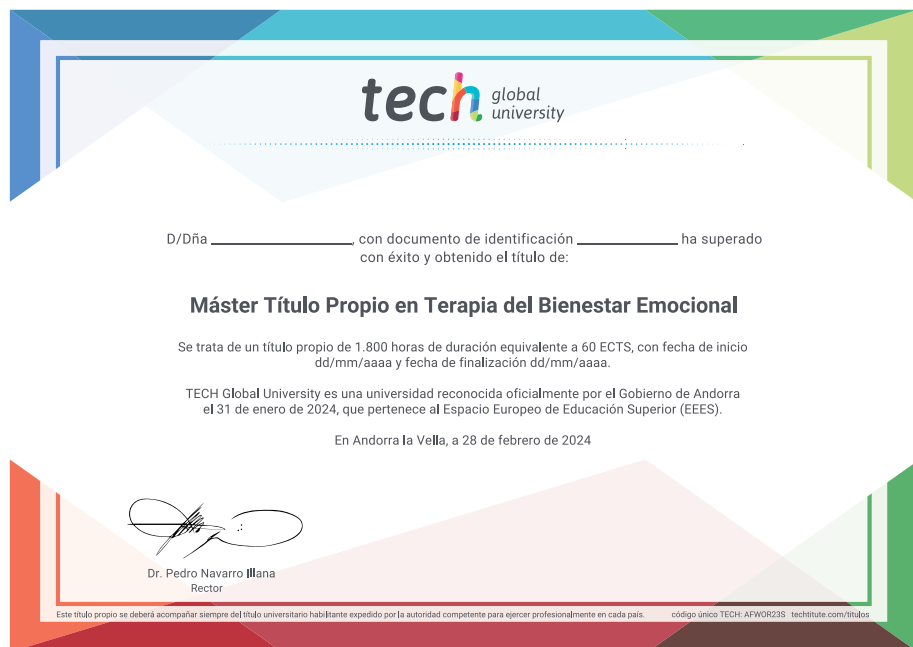 tech global university
D/Dña ________________, con documento de identificación ____________ ha superado
con éxito y obtenido el título de:
Máster Título Propio en Terapia del Bienestar Emocional
Se trata de un título propio de 1.800 horas de duración equivalente a 60 ECTS, con fecha de inicio
dd/mm/aaaa y fecha de finalización dd/mm/aaaa.
TECH Global University es una universidad reconocida oficialmente por el Gobierno de Andorra
el 31 de enero de 2024, que pertenece al Espacio Europeo de Educación Superior (EEES).
En Andorra la Vella, a 28 de febrero de 2024
Dr. Pedro Navarro Illana
Rector
Este título propio se deberá acompañar siempre del título universitario habilitante expedido por la autoridad competente para ejercer profesionalmente en cada país. código único TECH: AFWOR23S techtitute.com/titulos